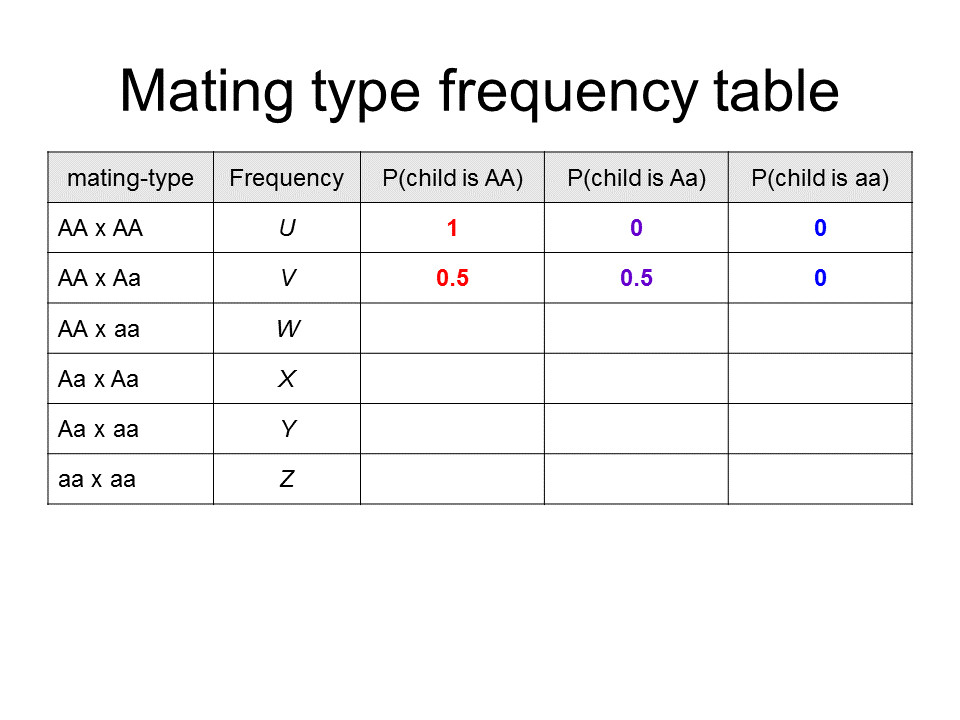 Mating type frequency table
mating-type Frequency P(child is AA) P(child is Aa) P(child is aa)
AA x AA U 1 0 0
AA x Aa V 0.5 0.5 0
AA x aa W
Aa x Aa X
Aa x aa Y
aa x aa Z